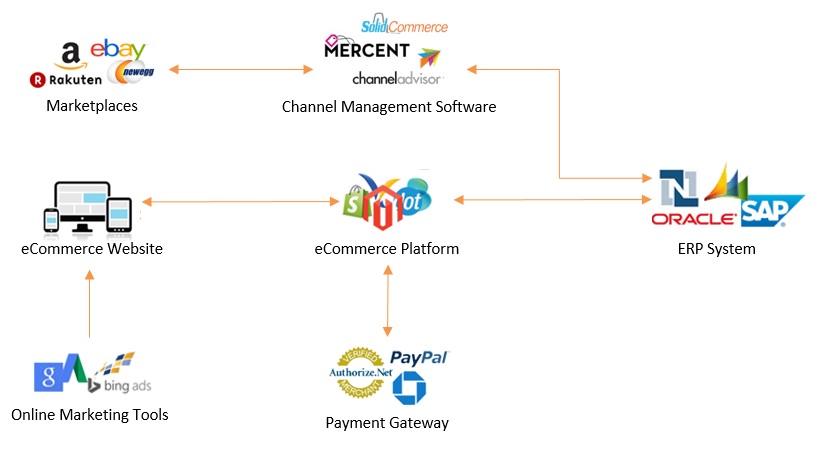 SolidCommerce
a
ebay
MERCENT
Rakuten
newegg
channeladvisor
Marketplaces
Channel Management Software
S
N
ORACLE
SAP
eCommerce Website
eCommerce Platform
ERP System
VERIFIED
Authorize.Net
MERCHANT
PayPal
g
bing ads
Online Marketing Tools
Payment Gateway